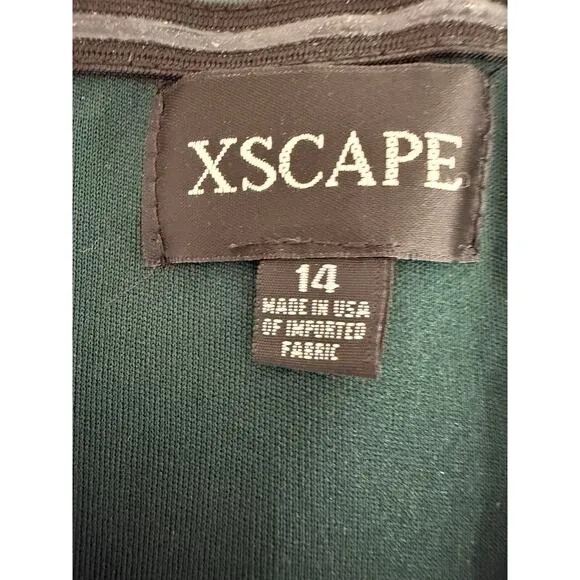 XSCAPE
14
MADE IN USA
OF IMPORTED
FABRIC